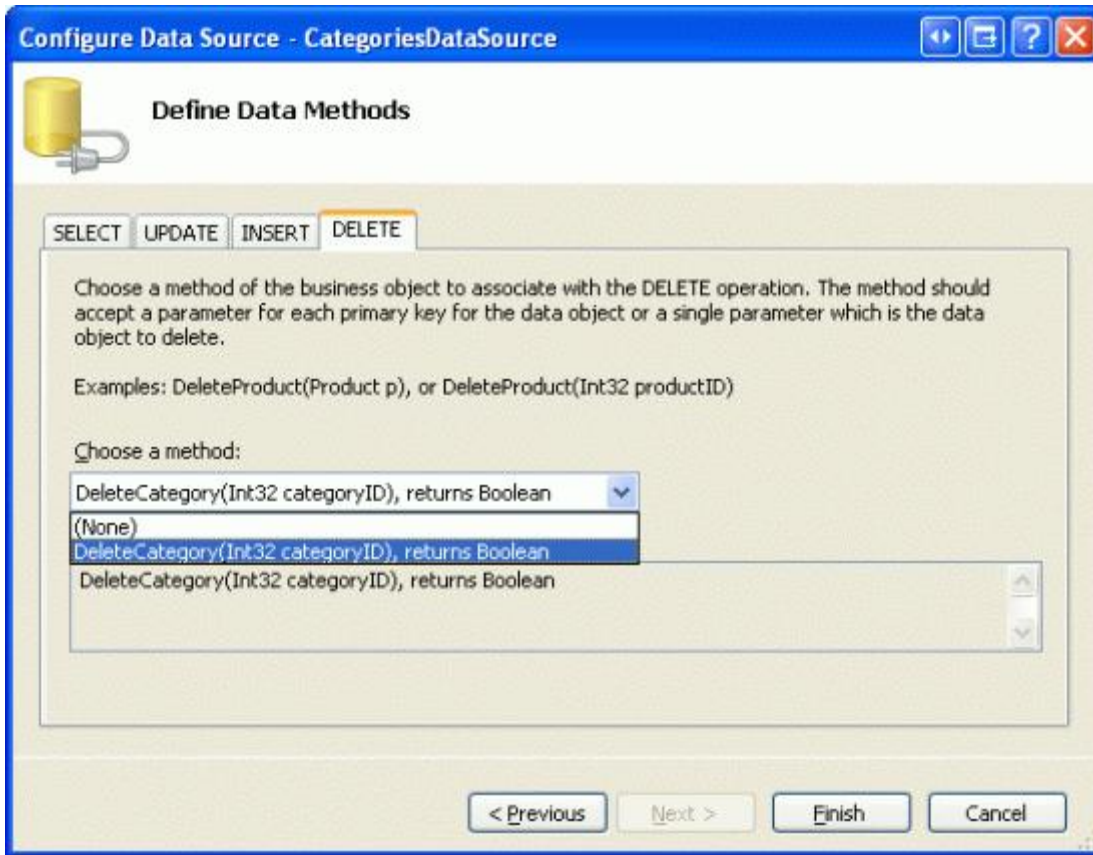 Configure Data Source - CategoriesDataSource
Define Data Methods
SELECT UPDATE INSERT DELETE
Choose a method of the business object to associate with the DELETE operation. The method should
accept a parameter for each primary key for the data object or a single parameter which is the data
object to delete.
Examples: DeleteProduct(Product p), or DeleteProduct(Int32 productID)
Choose a method:
DeleteCategory(Int32 categoryID), returns Boolean
(None)
DeleteCategory(Int32 categoryID), returns Boolean
DeleteCategory(Int32 categoryID), returns Boolean
< Previous Next > Finish Cancel